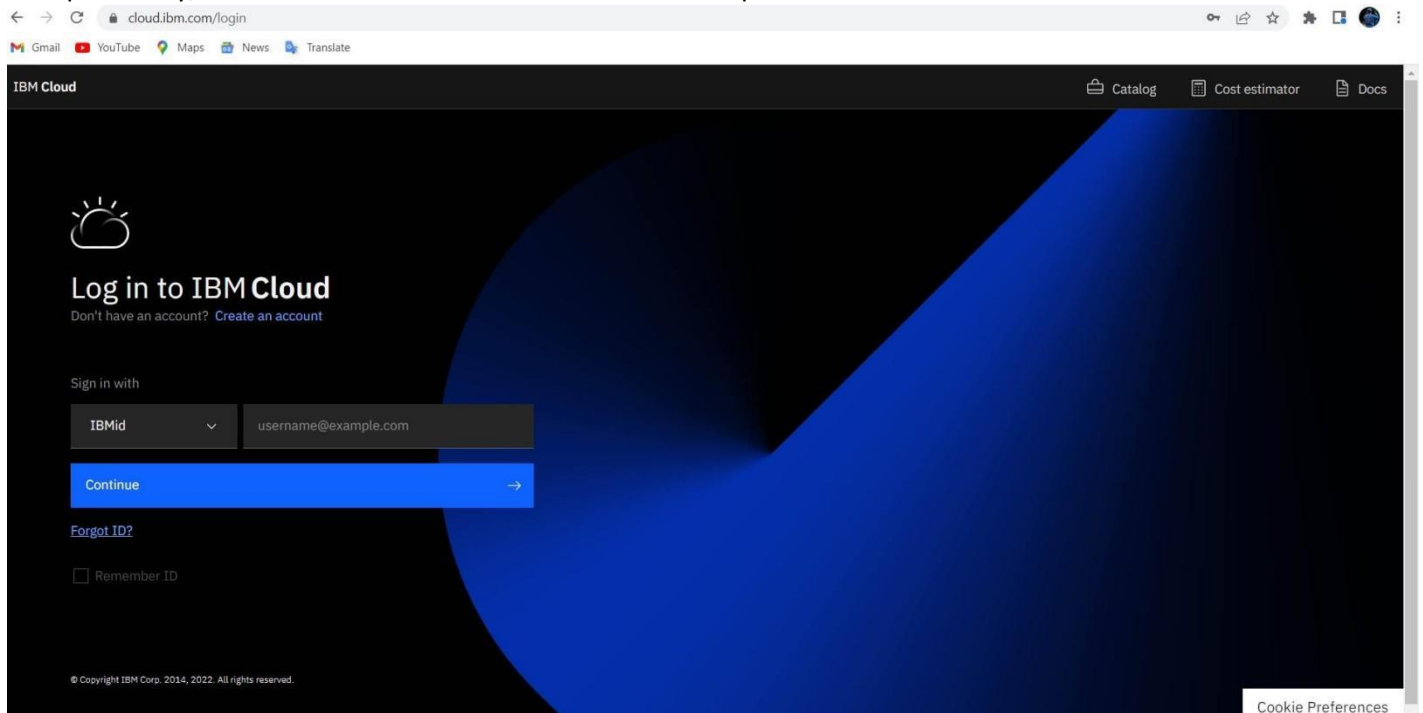 cloud.ibm.com/login
Gmail YouTube Maps News Translate
IBM Cloud Catalog Cost estimator Docs
Log in to IBM Cloud
Don't have an account? Create an account
Sign in with
IBMid username@example.com
Continue
Forgot ID?
Remember ID
© Copyright IBM Corp. 2014, 2022. All rights reserved.
Cookie Preferences